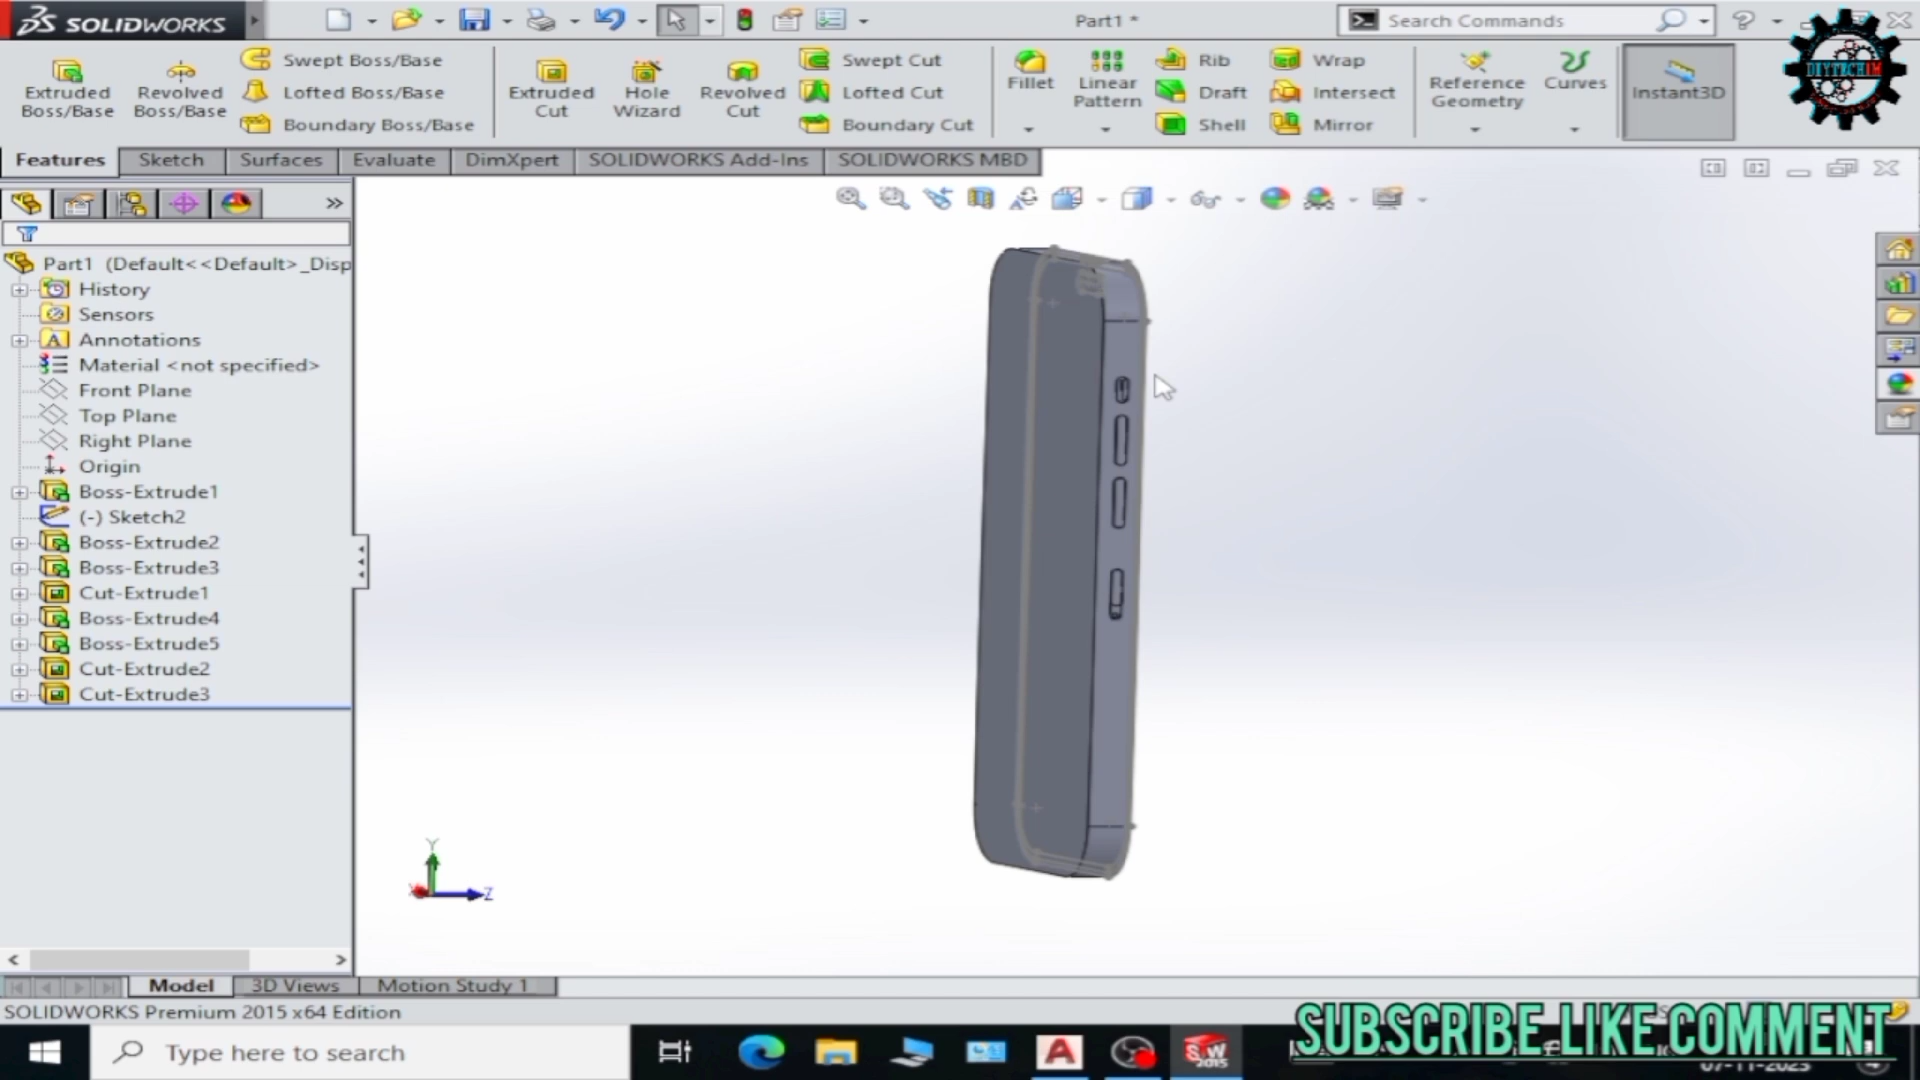 SOLIDWORKS
Part1 *
Search Commands
Extruded Boss/Base
Revolved Boss/Base
Swept Boss/Base
Lofted Boss/Base
Boundary Boss/Base
Extruded Cut
Hole Wizard
Revolved Cut
Swept Cut
Lofted Cut
Boundary Cut
Fillet
Linear Pattern
Rib
Draft
Shell
Wrap
Intersect
Mirror
Reference Geometry
Curves
Instant3D
DIYTECHIM
Features
Sketch
Surfaces
Evaluate
DimXpert
SOLIDWORKS Add-Ins
SOLIDWORKS MBD
Part1 (Default<<Default>_Disp
History
Sensors
Annotations
Material <not specified>
Front Plane
Top Plane
Right Plane
Origin
Boss-Extrude1
(-) Sketch2
Boss-Extrude2
Boss-Extrude3
Cut-Extrude1
Boss-Extrude4
Boss-Extrude5
Cut-Extrude2
Cut-Extrude3
Y
Z
Model
3D Views
Motion Study 1
SOLIDWORKS Premium 2015 x64 Edition
SUBSCRIBE LIKE COMMENT
Type here to search
07-11-2023